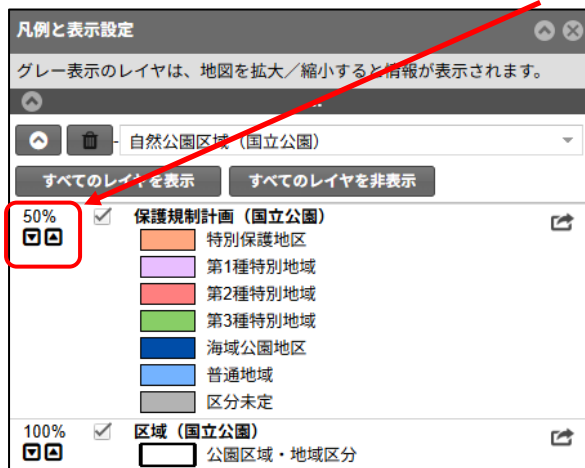 凡例と表示設定
グレー表示のレイヤは、地図を拡大／縮小すると情報が表示されます。
- 自然公園区域（国立公園）
すべてのレイヤを表示 すべてのレイヤを非表示
50% 保護規制計画（国立公園）
特別保護地区
第1種特別地域
第2種特別地域
第3種特別地域
海域公園地区
普通地域
区分未定
100% 区域（国立公園）
公園区域・地域区分